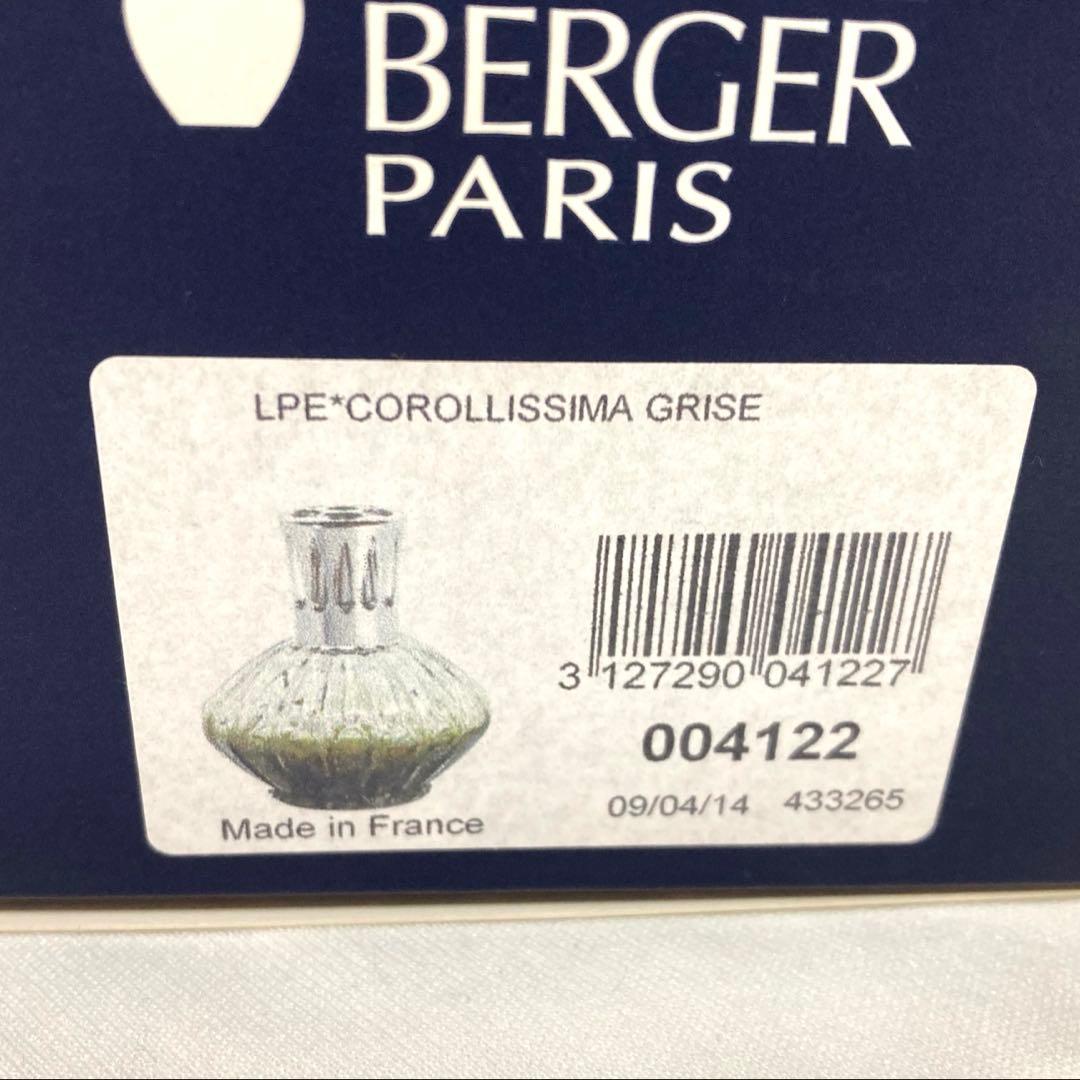 BERGER
PARIS
LPE*COROLLISSIMA GRISE
3 127290 041227
004122
09/04/14 433265
Made in France